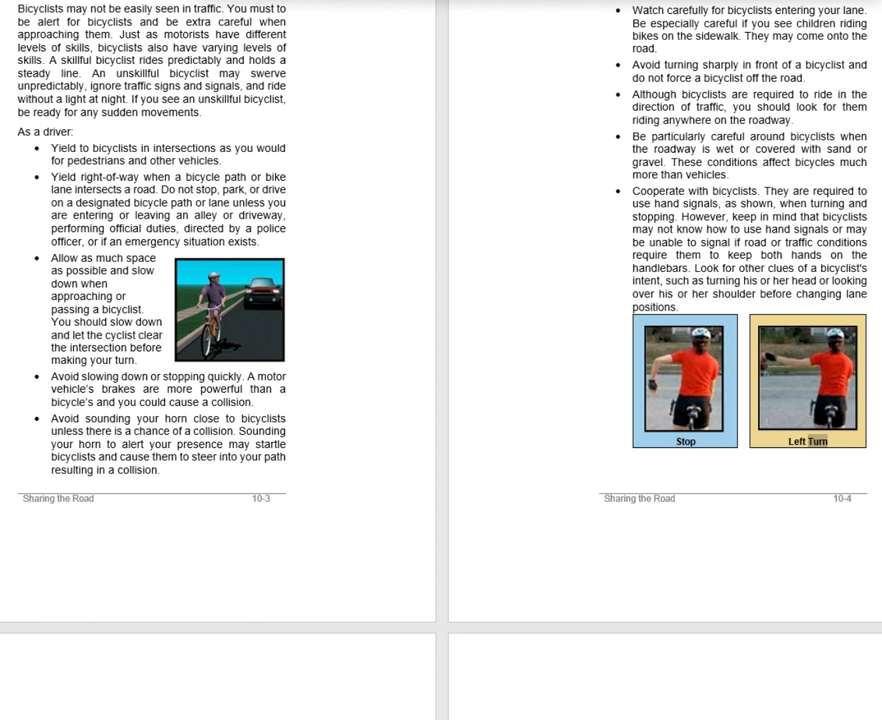 Bicyclists may not be easily seen in traffic. You must to
be alert for bicyclists and be extra careful when
approaching them. Just as motorists have different
levels of skills, bicyclists also have varying levels of
skills. A skillful bicyclist rides predictably and holds a
steady line. An unskillful bicyclist may swerve
unpredictably, ignore traffic signs and signals, and ride
without a light at night. If you see an unskillful bicyclist,
be ready for any sudden movements.
As a driver:
• Yield to bicyclists in intersections as you would
for pedestrians and other vehicles.
• Yield right-of-way when a bicycle path or bike
lane intersects a road. Do not stop, park, or drive
on a designated bicycle path or lane unless you
are entering or leaving an alley or driveway,
performing official duties, directed by a police
officer, or if an emergency situation exists.
• Allow as much space
as possible and slow
down when
approaching or
passing a bicyclist.
You should slow down
and let the cyclist clear
the intersection before
making your turn.
• Avoid slowing down or stopping quickly. A motor
vehicle's brakes are more powerful than a
bicycle's and you could cause a collision.
• Avoid sounding your horn close to bicyclists
unless there is a chance of a collision. Sounding
your horn to alert your presence may startle
bicyclists and cause them to steer into your path
resulting in a collision.
Sharing the Road 10-3
• Watch carefully for bicyclists entering your lane.
Be especially careful if you see children riding
bikes on the sidewalk. They may come onto the
road.
• Avoid turning sharply in front of a bicyclist and
do not force a bicyclist off the road.
• Although bicyclists are required to ride in the
direction of traffic, you should look for them
riding anywhere on the roadway.
• Be particularly careful around bicyclists when
the roadway is wet or covered with sand or
gravel. These conditions affect bicycles much
more than vehicles.
• Cooperate with bicyclists. They are required to
use hand signals, as shown, when turning and
stopping. However, keep in mind that bicyclists
may not know how to use hand signals or may
be unable to signal if road or traffic conditions
require them to keep both hands on the
handlebars. Look for other clues of a bicyclist's
intent, such as turning his or her head or looking
over his or her shoulder before changing lane
positions.
Stop
Left Turn
Sharing the Road 10-4